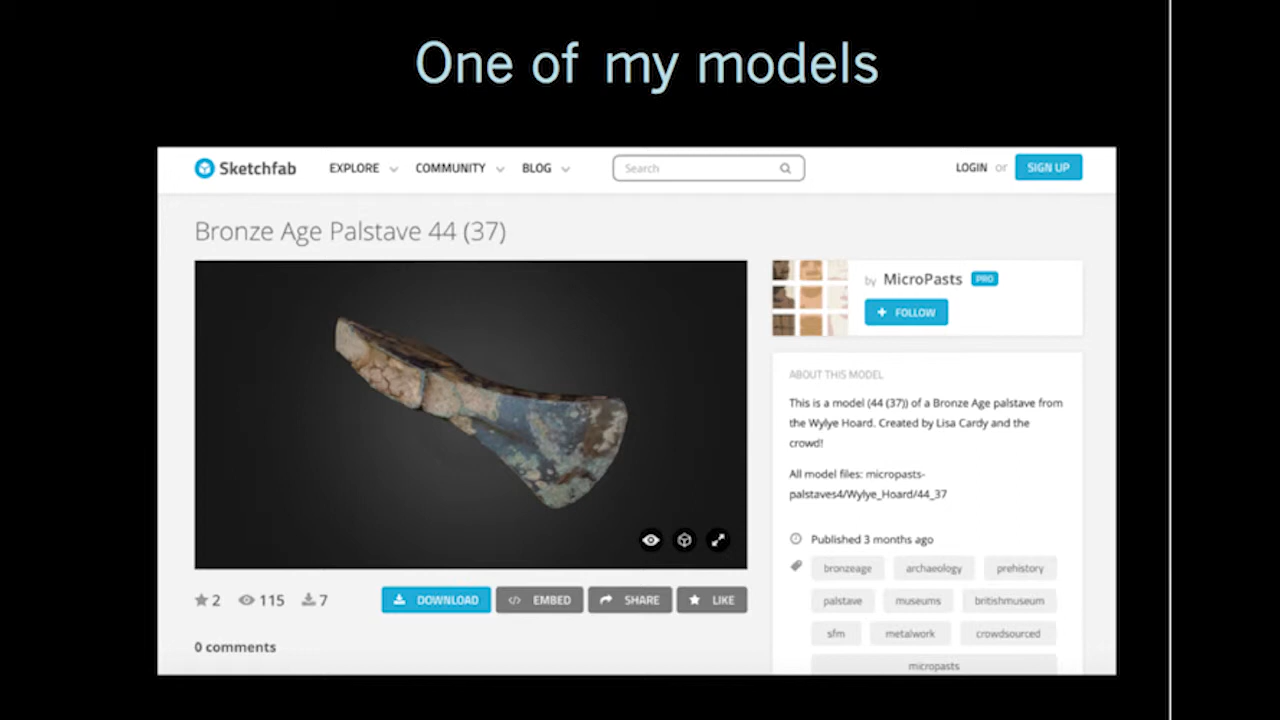 One of my models
Sketchfab EXPLORE COMMUNITY BLOG Search LOGIN or SIGN UP
Bronze Age Palstave 44 (37)
by MicroPasts PRO
+ FOLLOW
ABOUT THIS MODEL
This is a model (44 (37)) of a Bronze Age palstave from
the Wylye Hoard. Created by Lisa Cardy and the
crowd!
All model files: micropasts-
palstaves4/Wylye_Hoard/44_37
Published 3 months ago
bronzeage archaeology prehistory
palstave museums britishmuseum
sfm metalwork crowdsourced
micropasts
2 115 7 DOWNLOAD EMBED SHARE LIKE
0 comments